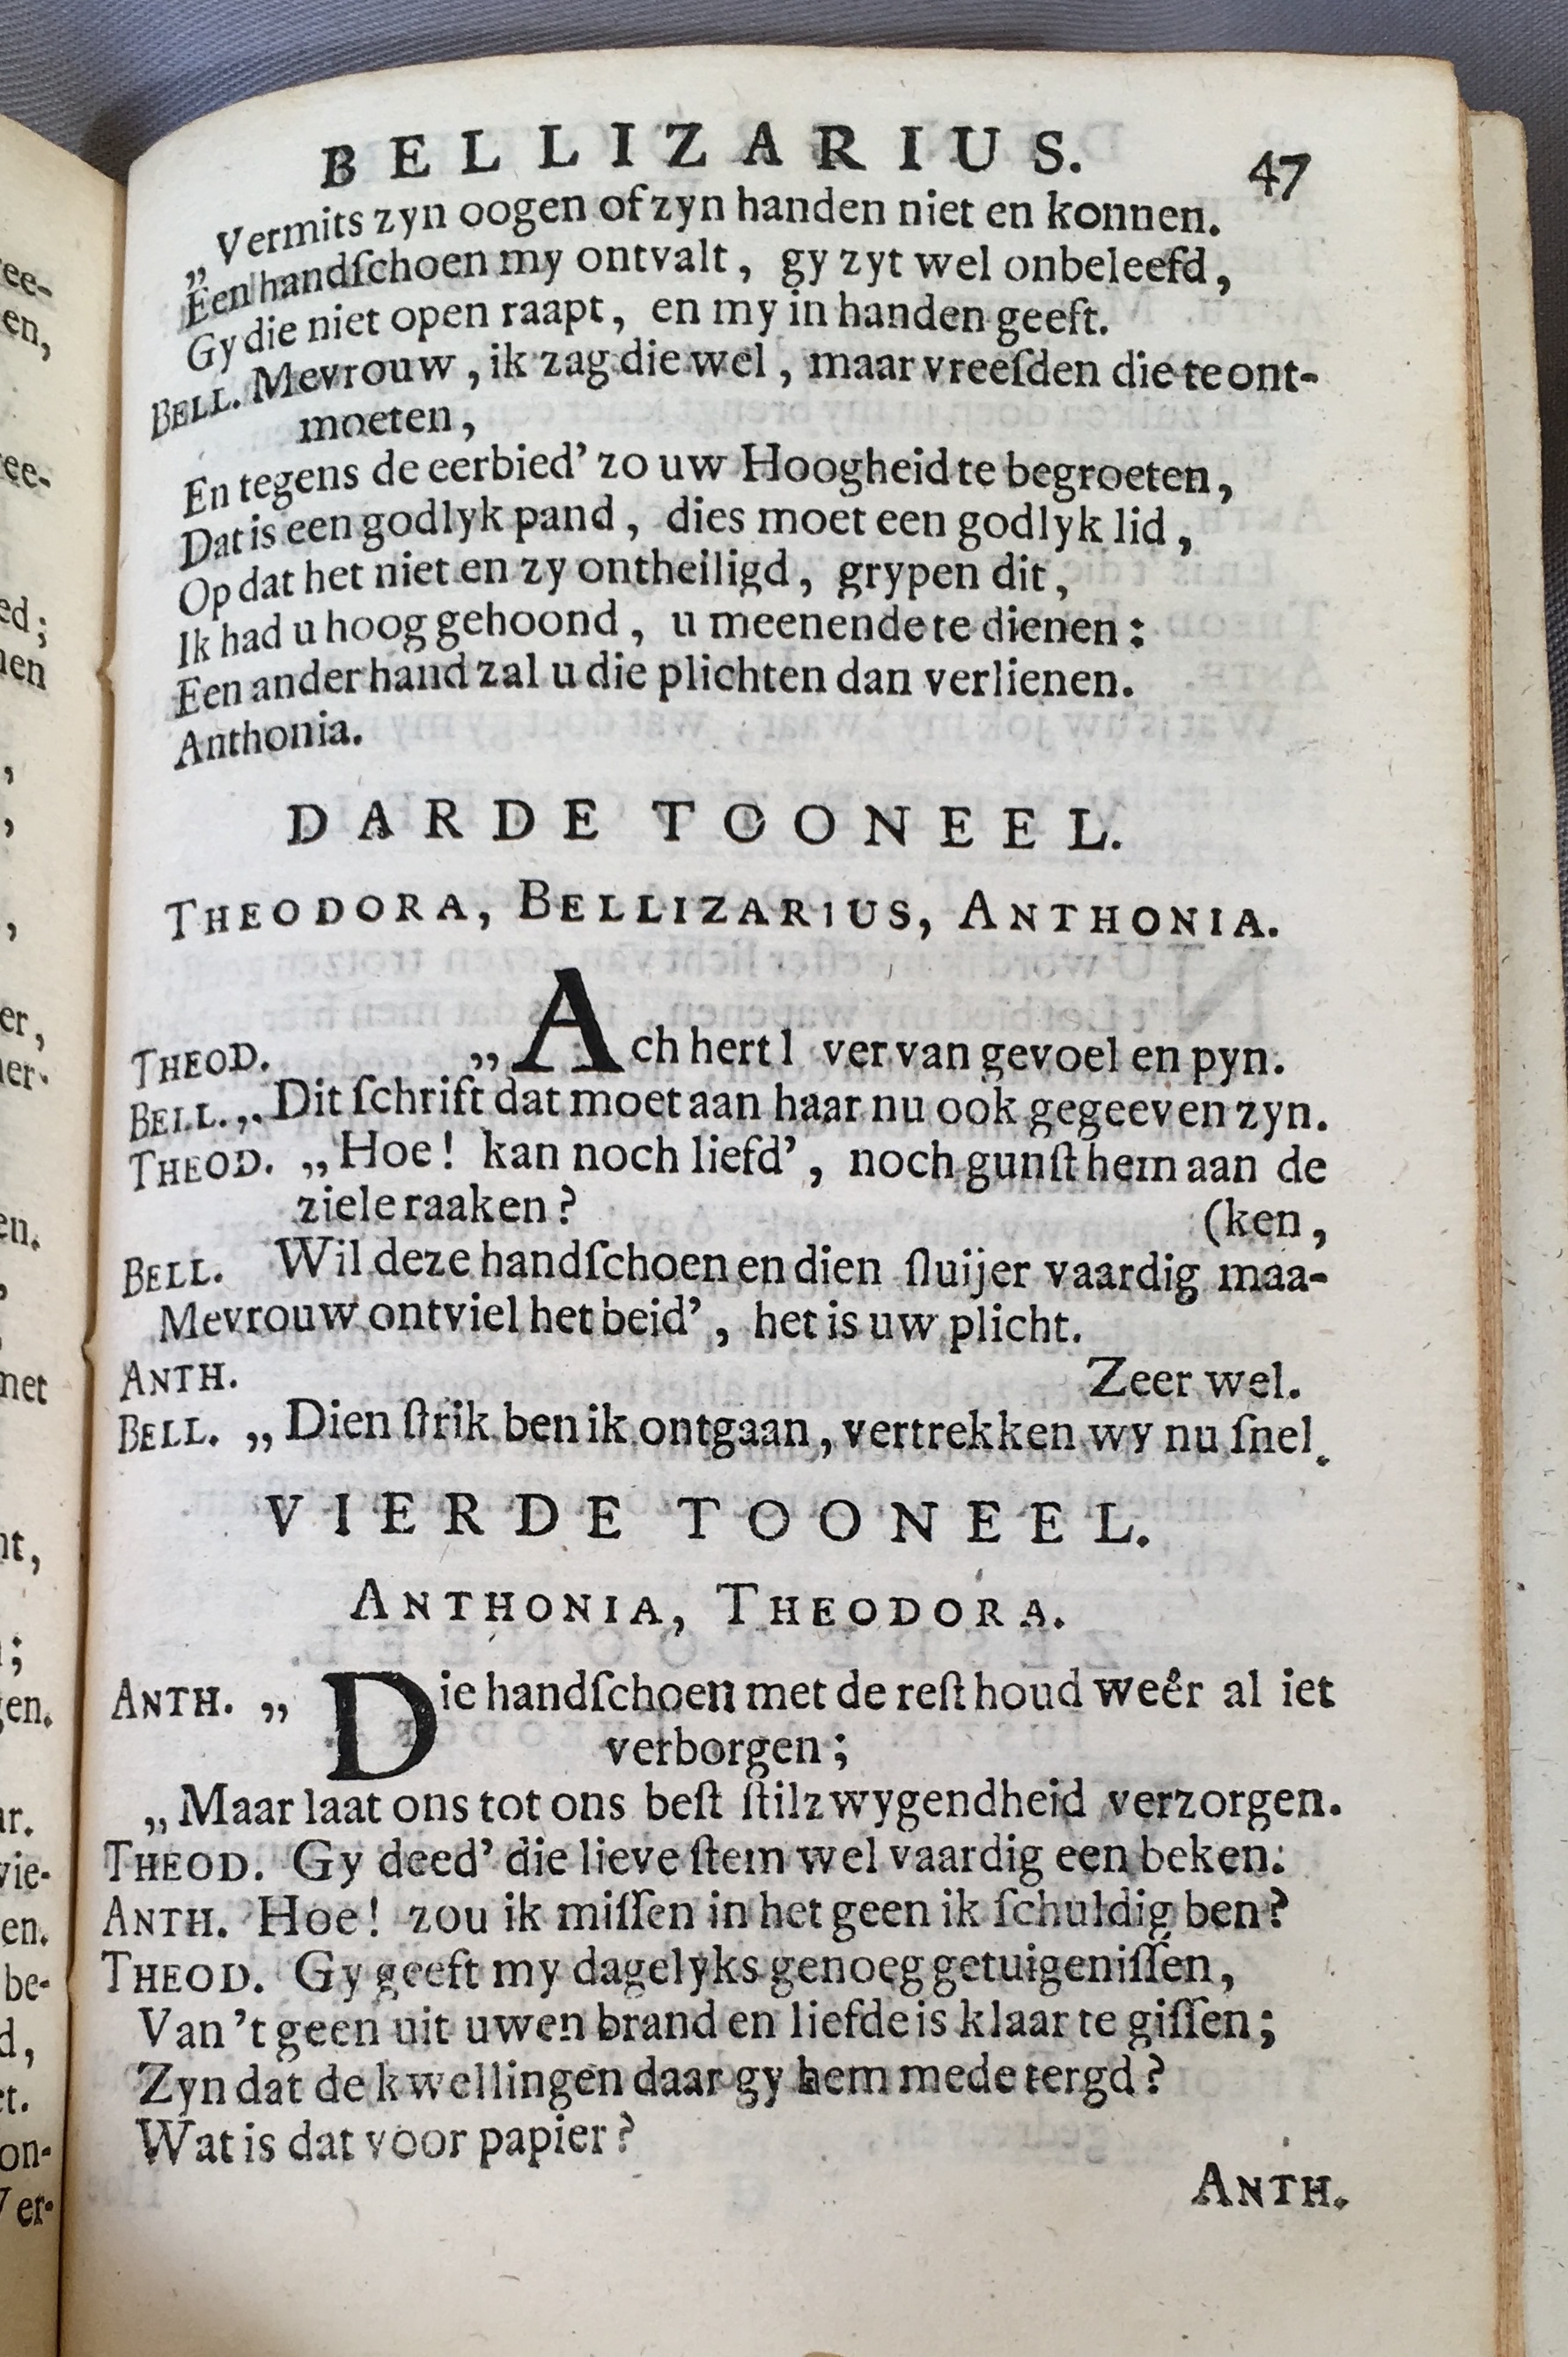 BELLIZARIUS. 47
„Vermits zyn oogen of zyn handen niet en konnen.
Een handſchoen my ontvalt, gy zyt wel onbeleefd,
Gy die niet open raapt, en my in handen geeft.
BELL. Mevrouw, ik zag die wel, maar vreeſden die te ont-
moeten,
En tegens de eerbied' zo uw Hoogheid te begroeten,
Dat is een godlyk pand, dies moet een godlyk lid,
Op dat het niet en zy ontheiligd, grypen dit,
Ik had u hoog gehoond, u meenende te dienen:
Een ander hand zal u die plichten dan verlienen.
Anthonia.
DARDE TOONEEL.
THEODORA, BELLIZARIUS, ANTHONIA.
THEOD. „Ach hert l ver van gevoel en pyn.
BELL. „Dit ſchrift dat moet aan haar nu ook gegeeven zyn.
THEOD. „Hoe! kan noch liefd', noch gunſt hem aan de
ziele raaken? (ken,
BELL. Wil deze handſchoen en dien ſluijer vaardig maa-
Mevrouw ontviel het beid', het is uw plicht.
ANTH. Zeer wel.
BELL. „Dien ſtrik ben ik ontgaan, vertrekken wy nu ſnel.
VIERDE TOONEEL.
ANTHONIA, THEODORA.
ANTH. „Die handſchoen met de reſt houd weêr al iet
verborgen;
„Maar laat ons tot ons beſt ſtilzwygendheid verzorgen.
THEOD. Gy deed' die lieve ſtem wel vaardig een beken.
ANTH. Hoe! zou ik miſſen in het geen ik ſchuldig ben?
THEOD. Gy geeft my dagelyks genoeg getuigeniſſen,
Van 't geen uit uwen brand en liefde is klaar te giſſen;
Zyn dat de kwellingen daar gy hem mede tergd?
Wat is dat voor papier?
ANTH.